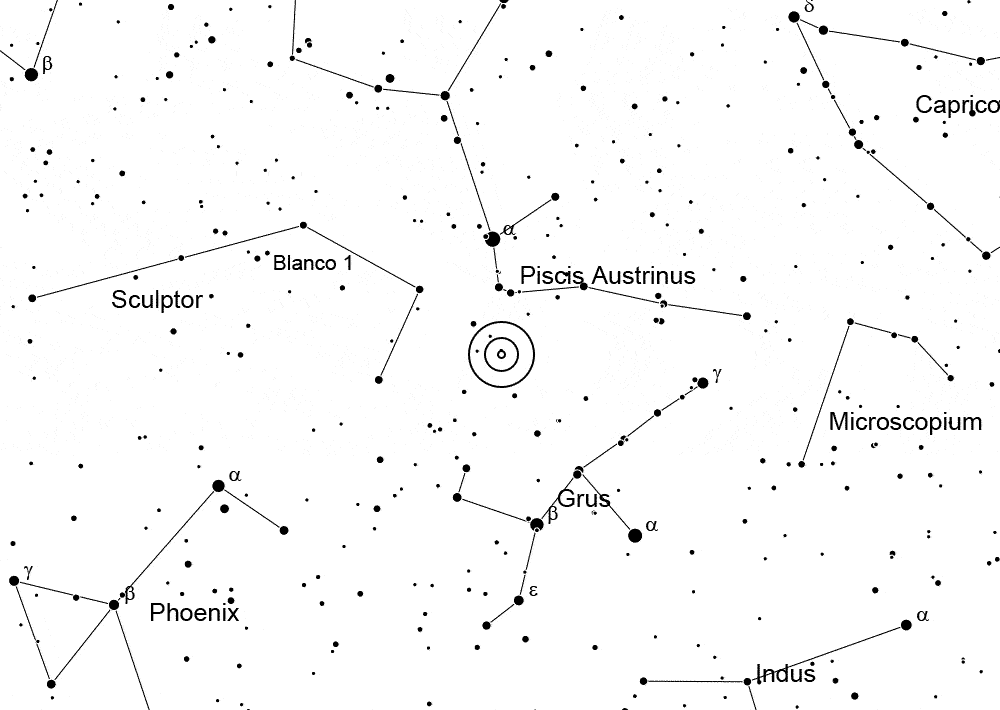 δ
β
Caprico
α
Blanco 1
Piscis Austrinus
Sculptor
γ
Microscopium
α
Grus
β
α
γ
β
ε
Phoenix
α
Indus